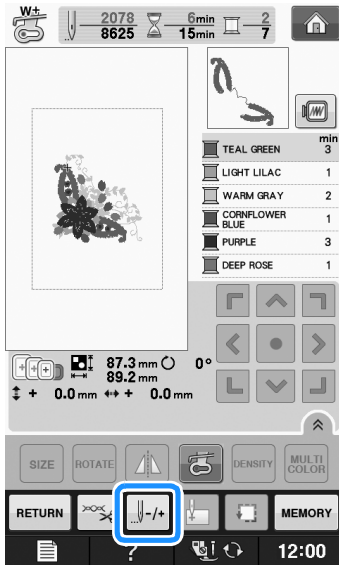 W+
2078 6min 2
8625 15min 7
min
TEAL GREEN 3
LIGHT LILAC 1
WARM GRAY 2
CORNFLOWER
BLUE 1
PURPLE 3
DEEP ROSE 1
87.3 mm 0°
89.2 mm
+ 0.0 mm + 0.0 mm
SIZE ROTATE DENSITY MULTI
COLOR
RETURN -/+ MEMORY
? 12:00